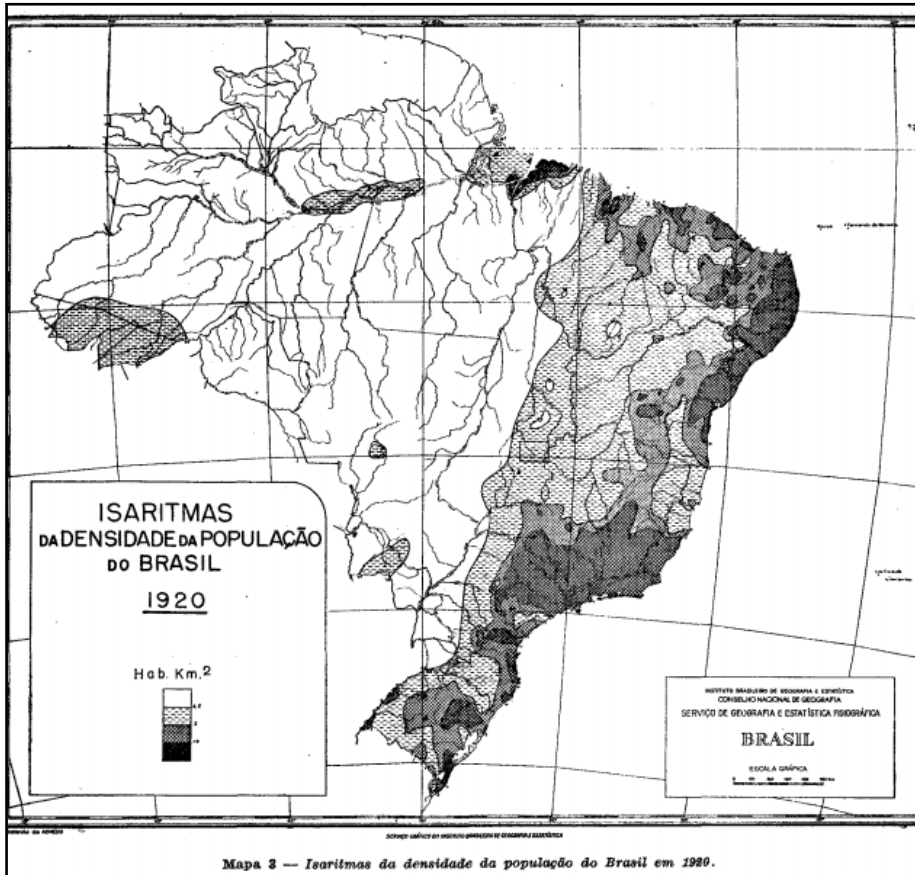 ISARITMAS
DA DENSIDADE DA POPULAÇÃO
DO BRASIL
1920
Hab. Km.2
INSTITUTO BRASILEIRO DE GEOGRAFIA E ESTATÍSTICA
CONSELHO NACIONAL DE GEOGRAFIA
SERVIÇO DE GEOGRAFIA E ESTATÍSTICA FISIOGRÁFICA
BRASIL
ESCALA GRÁFICA
SERVIÇO GRÁFICO DO INSTITUTO BRASILEIRO DE GEOGRAFIA E ESTATÍSTICA
Mapa 3 — Isaritmas da densidade da população do Brasil em 1920.